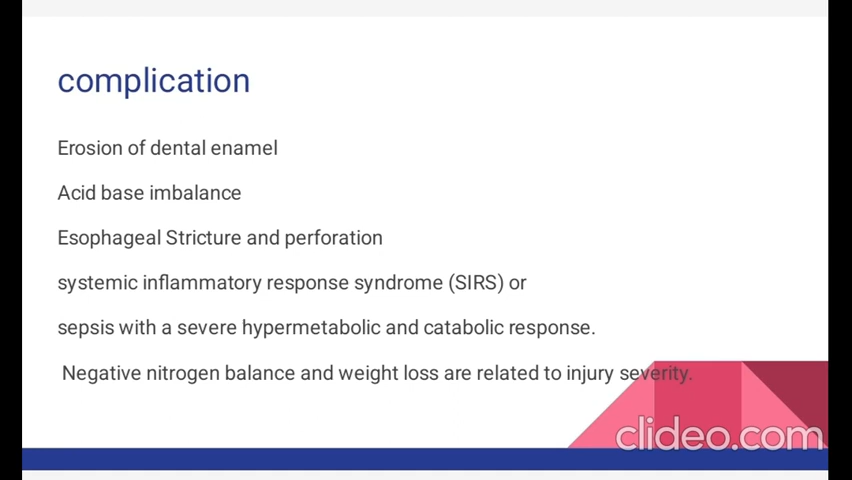 complication
Erosion of dental enamel
Acid base imbalance
Esophageal Stricture and perforation
systemic inflammatory response syndrome (SIRS) or
sepsis with a severe hypermetabolic and catabolic response.
Negative nitrogen balance and weight loss are related to injury severity.
clideo.com